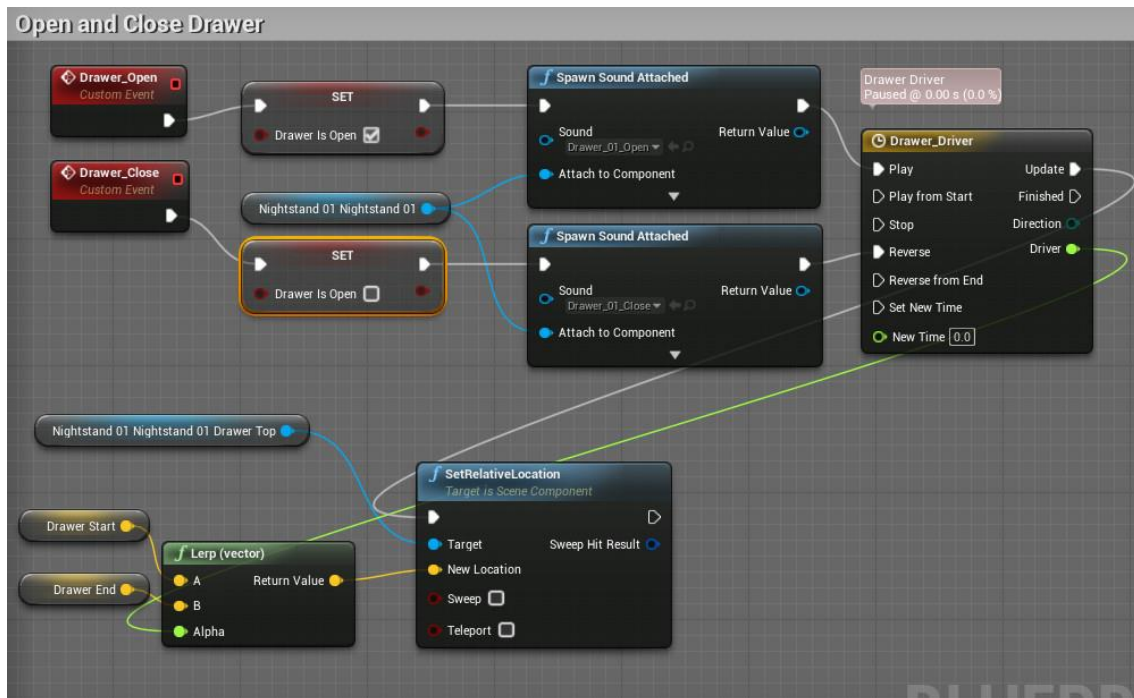 Open and Close Drawer
Drawer_Open
Custom Event
SET
Drawer Is Open
Spawn Sound Attached
Sound
Drawer_01_Open
Return Value
Attach to Component
Drawer Driver
Paused @ 0.00 s (0.0 %)
Drawer_Driver
Play
Update
Play from Start
Finished
Stop
Direction
Reverse
Driver
Reverse from End
Set New Time
New Time 0.0
Drawer_Close
Custom Event
Nightstand 01 Nightstand 01
SET
Drawer Is Open
Spawn Sound Attached
Sound
Drawer_01_Close
Return Value
Attach to Component
Nightstand 01 Nightstand 01 Drawer Top
SetRelativeLocation
Target is Scene Component
Target
Sweep Hit Result
New Location
Sweep
Teleport
Drawer Start
Drawer End
Lerp (vector)
A
Return Value
B
Alpha